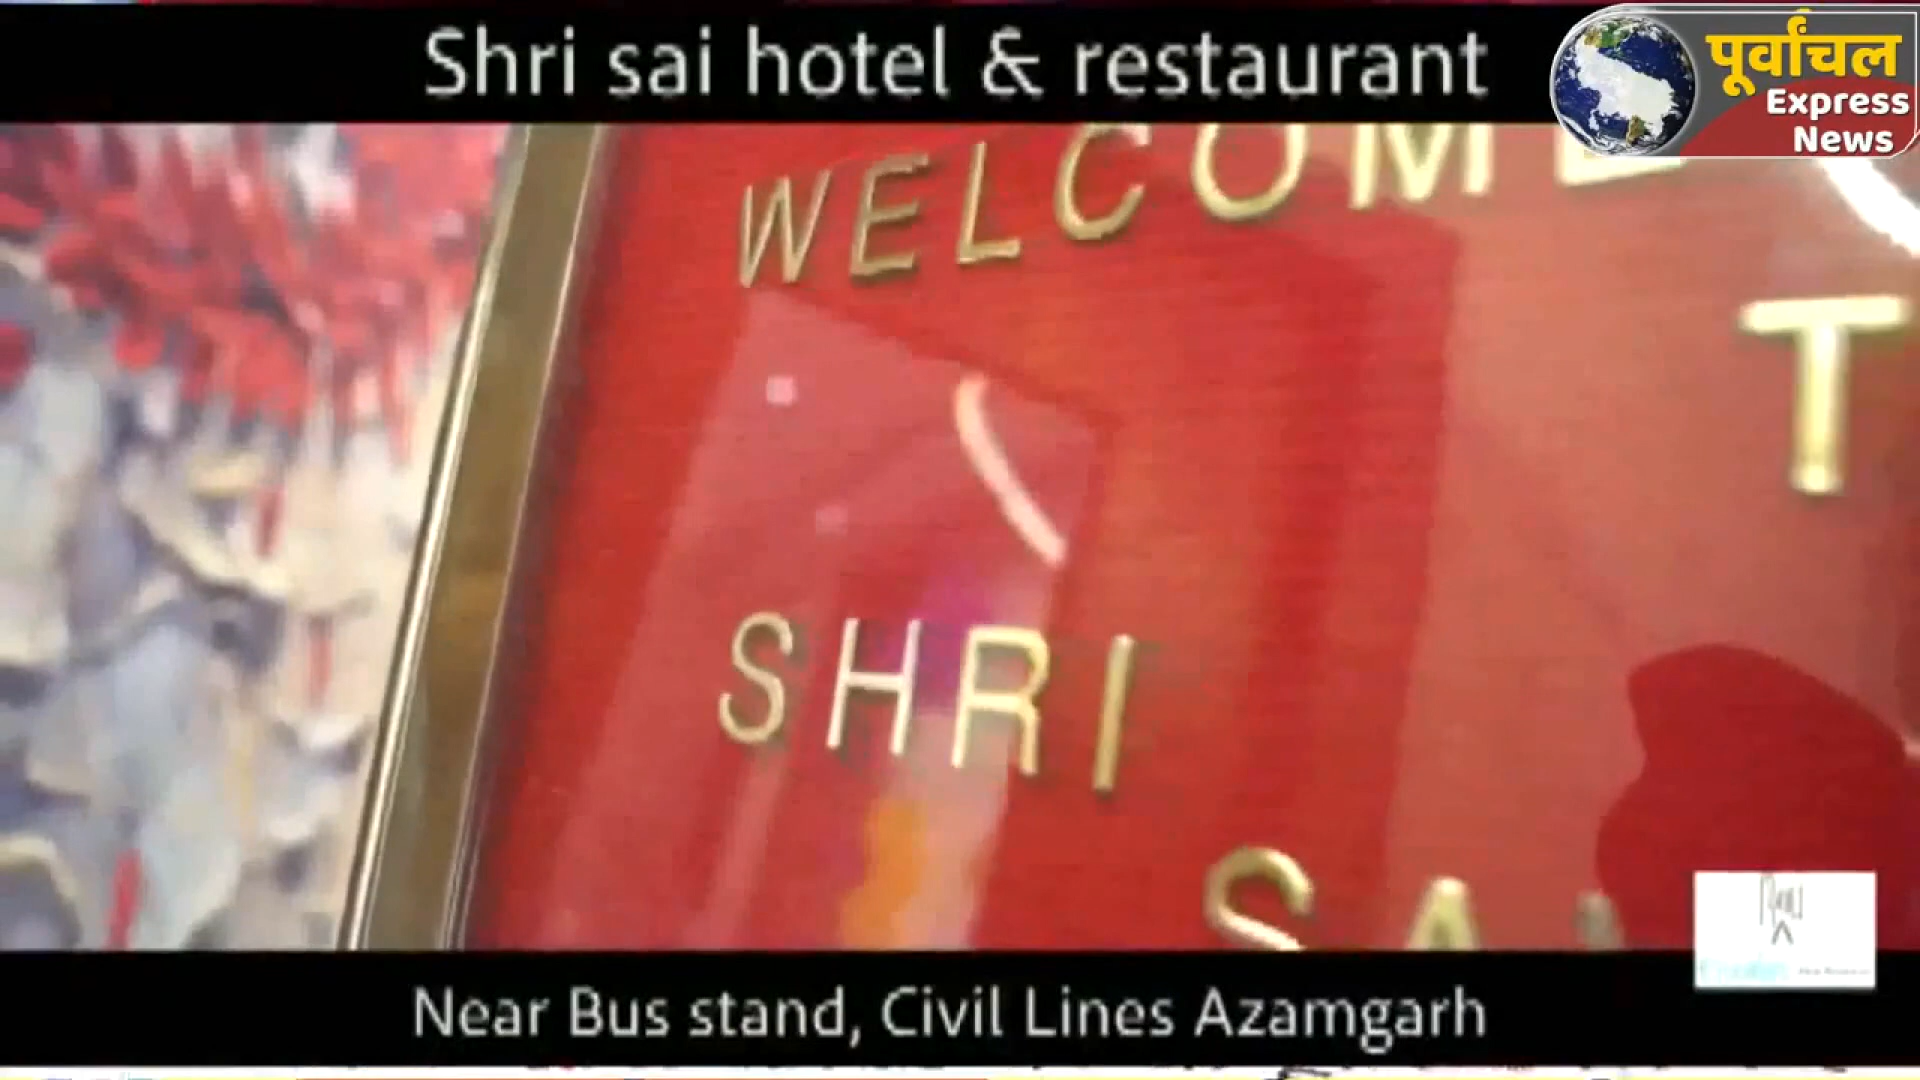 Shri sai hotel & restaurant
पूर्वांचल
Express
News
WELCOME
T
SHRI
SA
Near Bus stand, Civil Lines Azamgarh